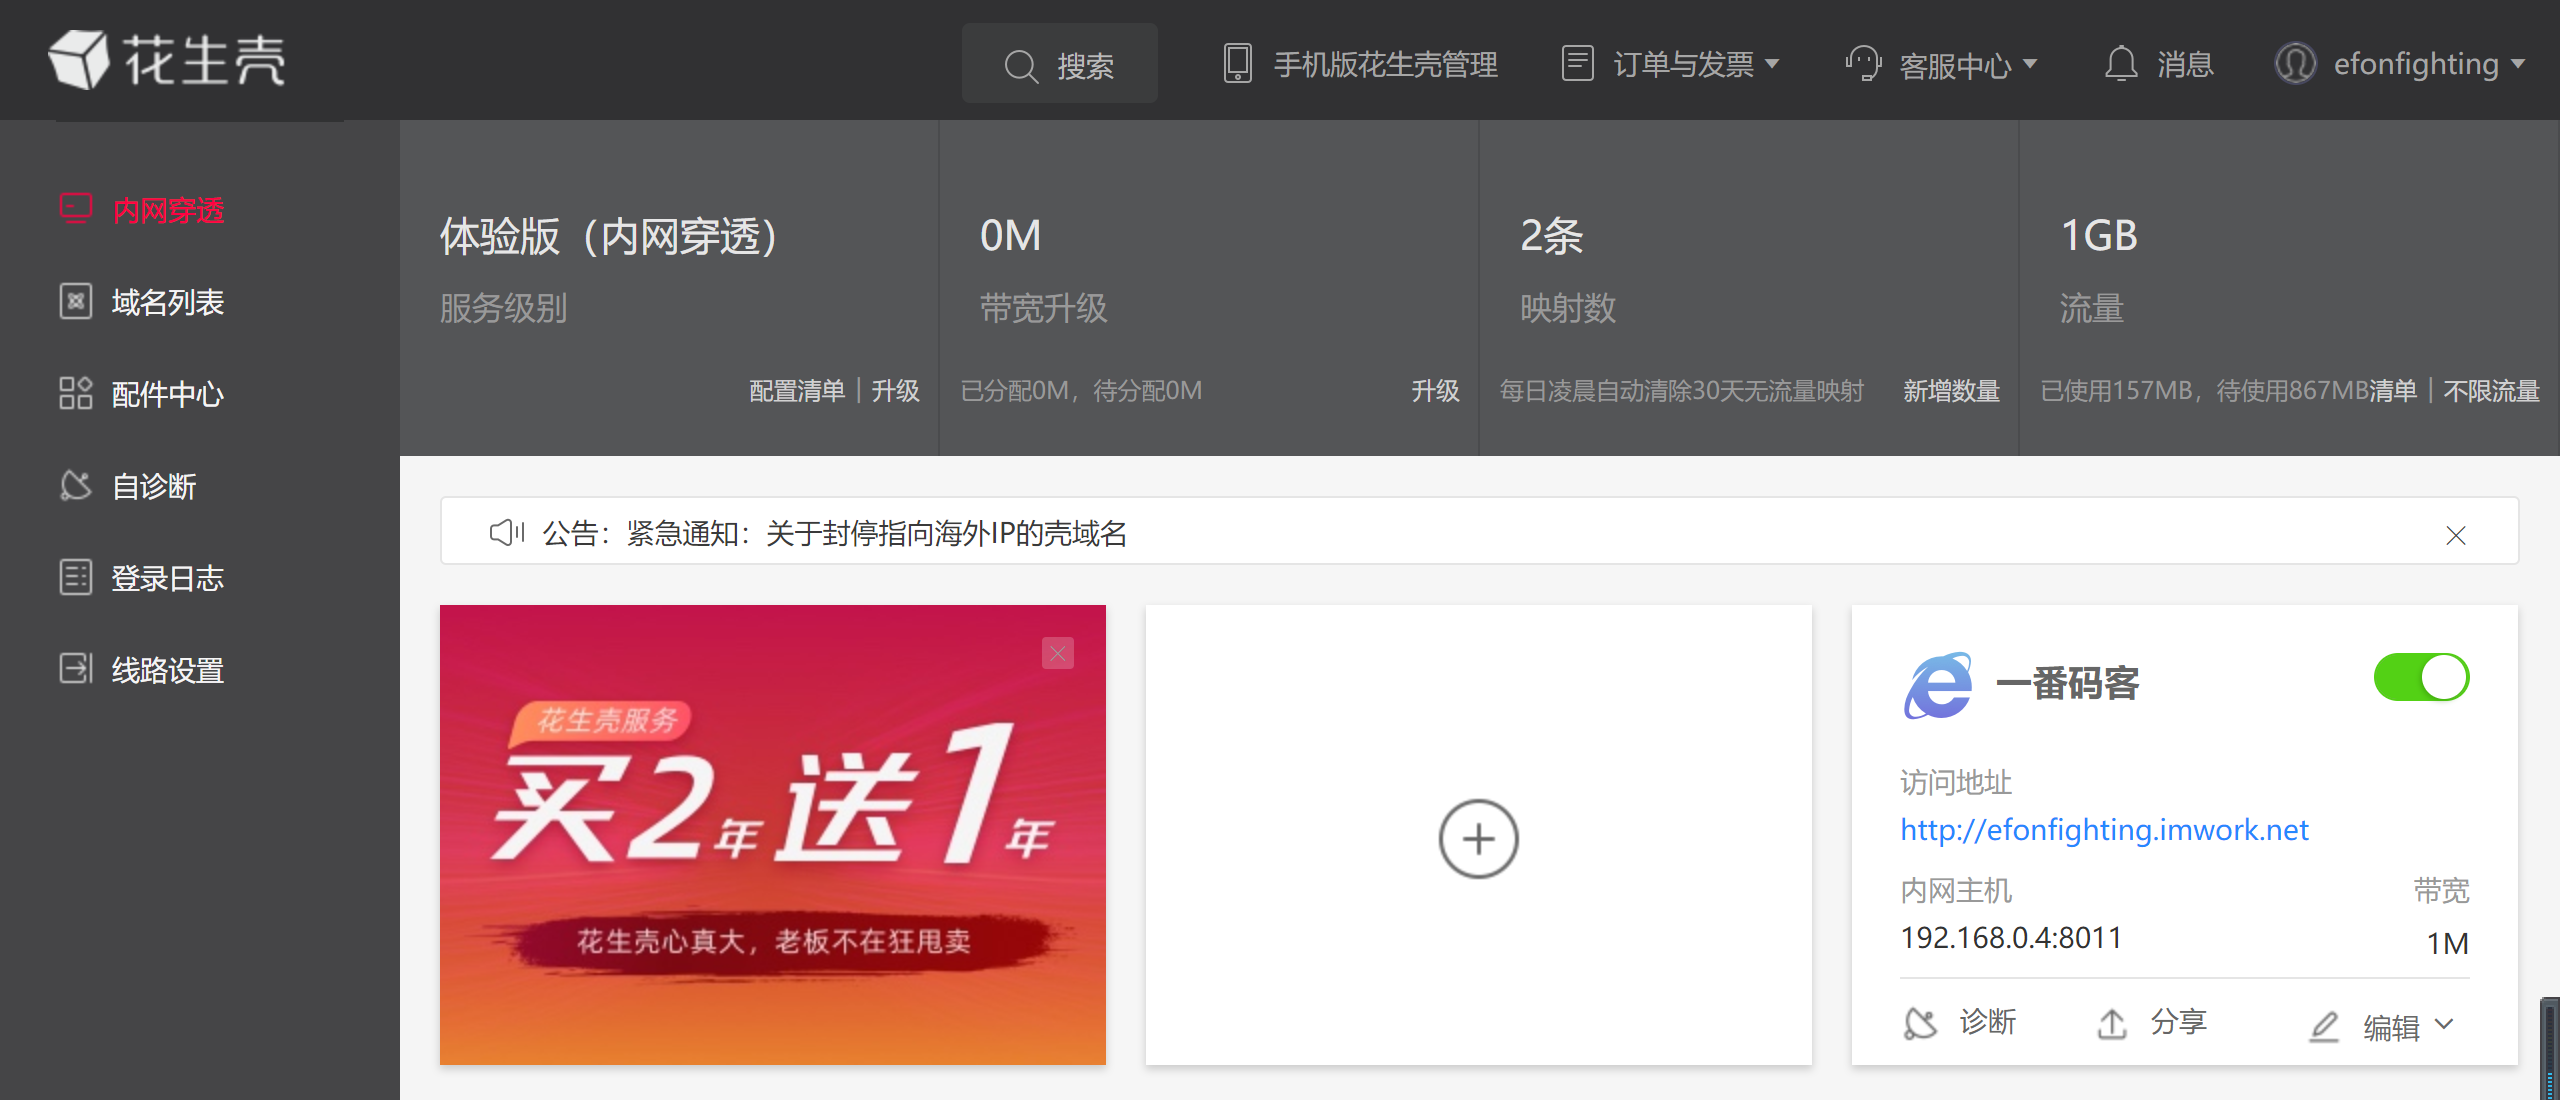 花生壳
搜索
手机版花生壳管理
订单与发票
客服中心
消息
efonfighting
内网穿透
域名列表
配件中心
自诊断
登录日志
线路设置
体验版（内网穿透）
服务级别
配置清单 | 升级
0M
带宽升级
已分配0M，待分配0M
升级
2条
映射数
每日凌晨自动清除30天无流量映射
新增数量
1GB
流量
已使用157MB，待使用867MB清单 | 不限流量
公告：紧急通知：关于封停指向海外IP的壳域名
花生壳服务
买2年送1年
花生壳心真大，老板不在狂甩卖
一番码客
访问地址
http://efonfighting.imwork.net
内网主机
带宽
192.168.0.4:8011
1M
诊断
分享
编辑